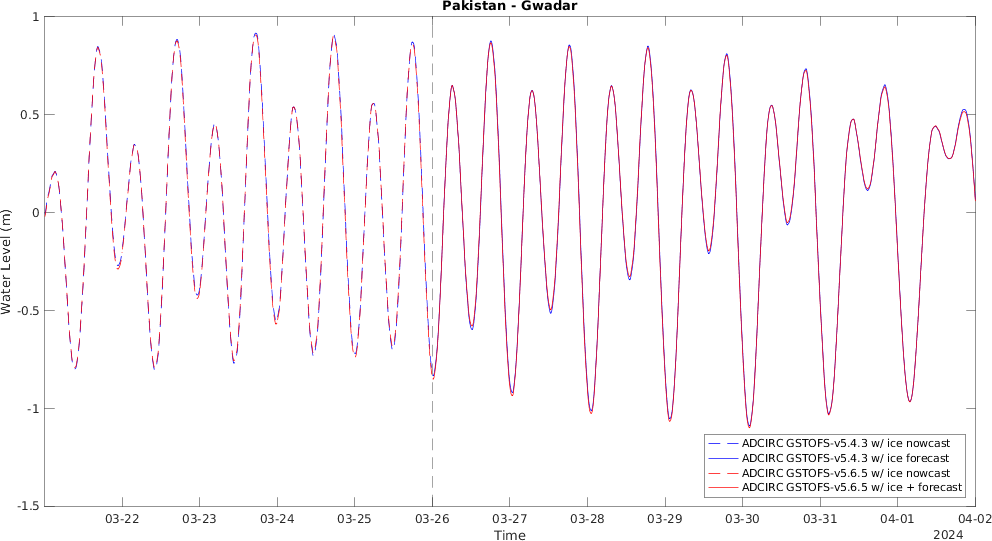 Pakistan - Gwadar
1
0.5
0
-0.5
-1
-1.5
Water Level (m)
03-22 03-23 03-24 03-25 03-26 03-27 03-28 03-29 03-30 03-31 04-01 04-02
Time
2024
ADCIRC GSTOFS-v5.4.3 w/ ice nowcast
ADCIRC GSTOFS-v5.4.3 w/ ice forecast
ADCIRC GSTOFS-v5.6.5 w/ ice nowcast
ADCIRC GSTOFS-v5.6.5 w/ ice + forecast